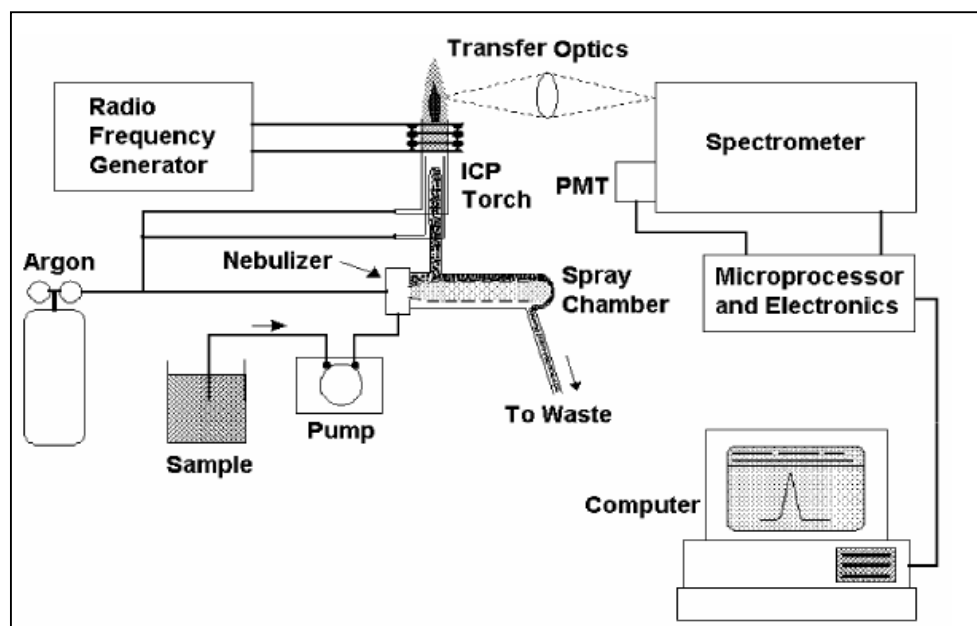 Transfer Optics
Radio
Frequency
Generator
Spectrometer
ICP
Torch
PMT
Argon
Nebulizer
Spray
Chamber
Microprocessor
and Electronics
Sample
Pump
To Waste
Computer